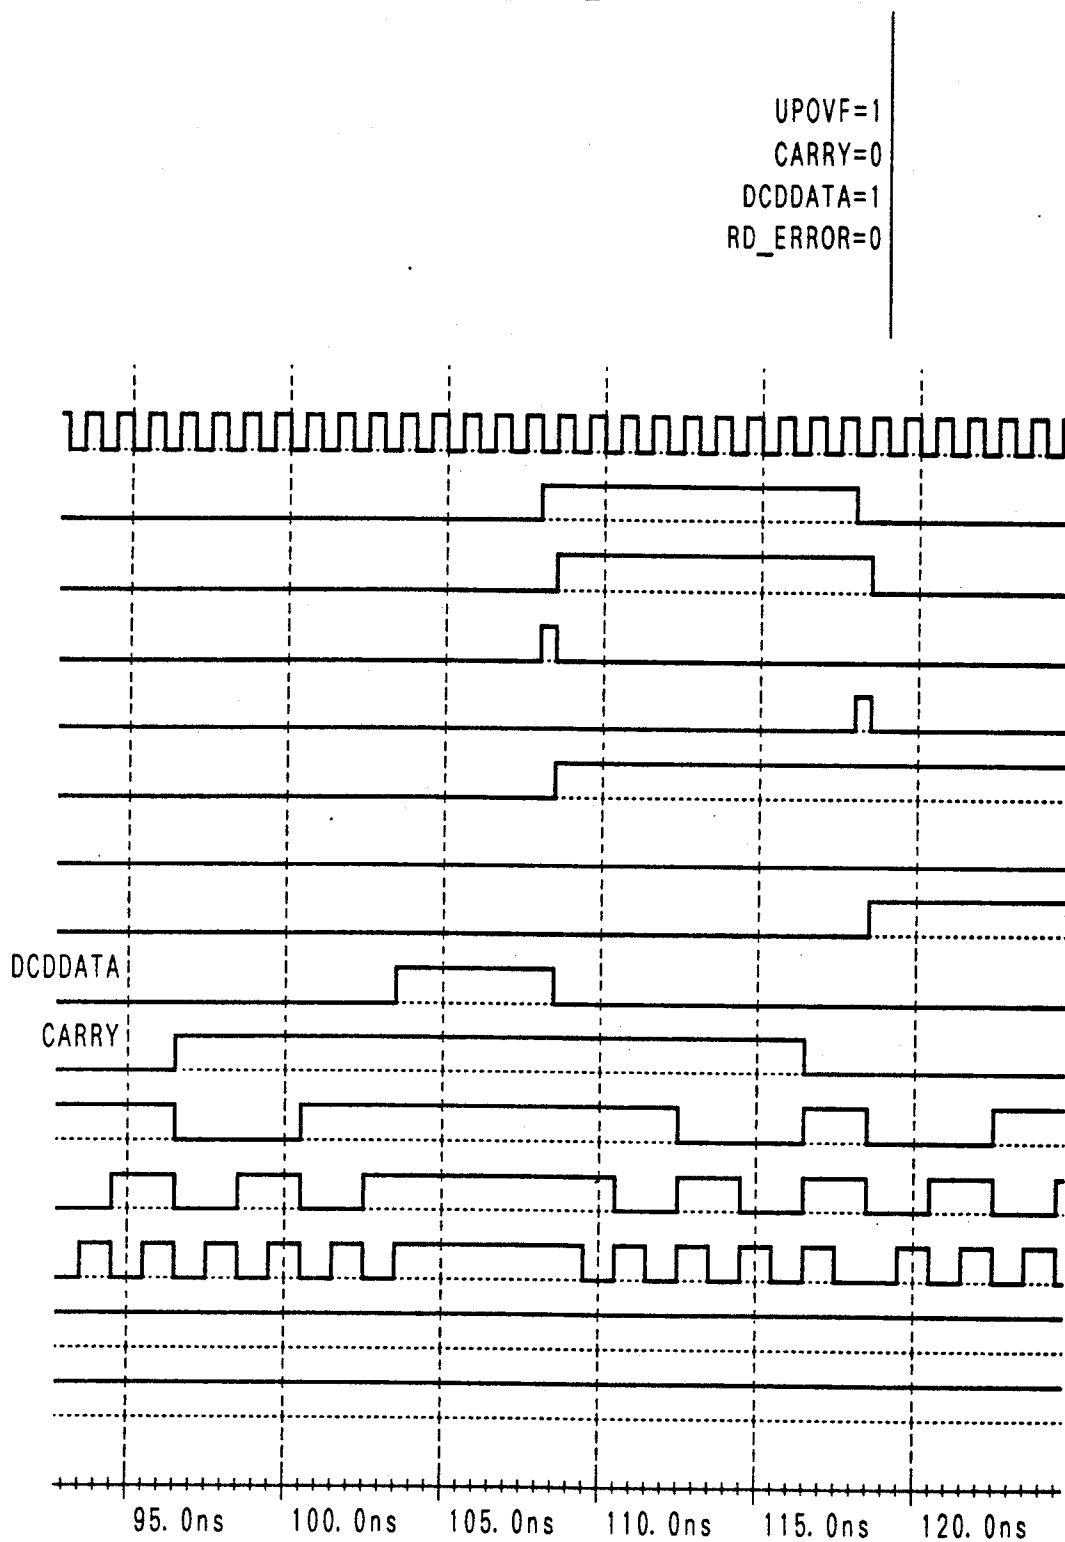 UPOVF=1
CARRY=0
DCDDATA=1
RD_ERROR=0
DCDDATA
CARRY
95. 0ns 100. 0ns 105. 0ns 110. 0ns 115. 0ns 120. 0ns